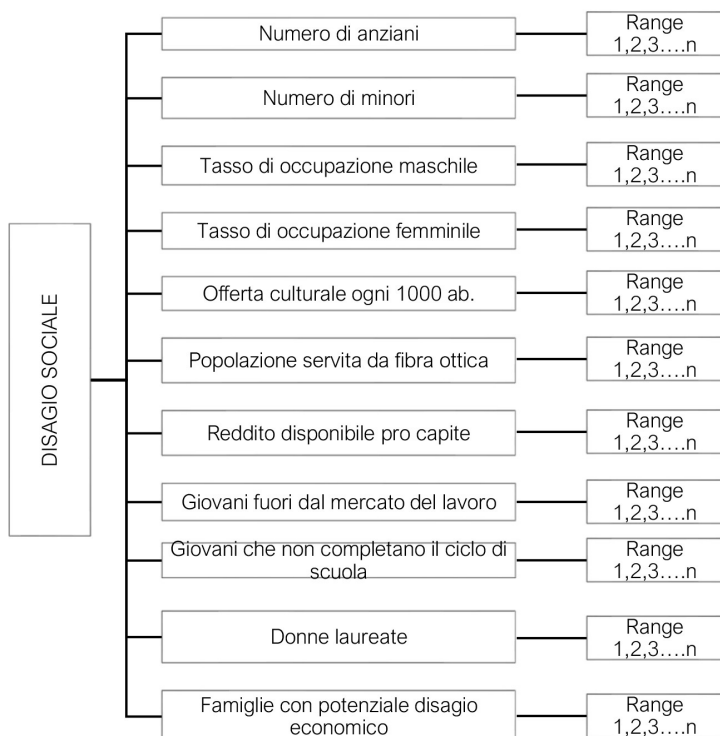 DISAGIO SOCIALE
Numero di anziani
Range
1,2,3....n
Numero di minori
Range
1,2,3....n
Tasso di occupazione maschile
Range
1,2,3....n
Tasso di occupazione femminile
Range
1,2,3....n
Offerta culturale ogni 1000 ab.
Range
1,2,3....n
Popolazione servita da fibra ottica
Range
1,2,3....n
Reddito disponibile pro capite
Range
1,2,3....n
Giovani fuori dal mercato del lavoro
Range
1,2,3....n
Giovani che non completano il ciclo di
scuola
Range
1,2,3....n
Donne laureate
Range
1,2,3....n
Famiglie con potenziale disagio
economico
Range
1,2,3....n